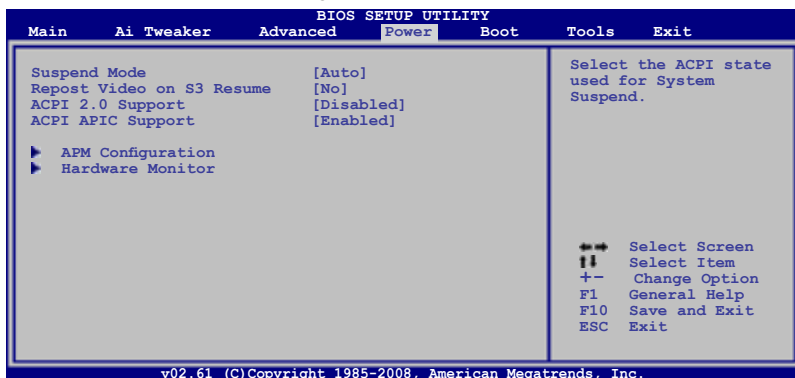 BIOS SETUP UTILITY
Main Ai Tweaker Advanced Power Boot Tools Exit
Suspend Mode [Auto]
Repost Video on S3 Resume [No]
ACPI 2.0 Support [Disabled]
ACPI APIC Support [Enabled]
APM Configuration
Hardware Monitor
Select the ACPI state
used for System
Suspend.
Select Screen
Select Item
+- Change Option
F1 General Help
F10 Save and Exit
ESC Exit
v02.61 (C)Copyright 1985-2008, American Megatrends, Inc.